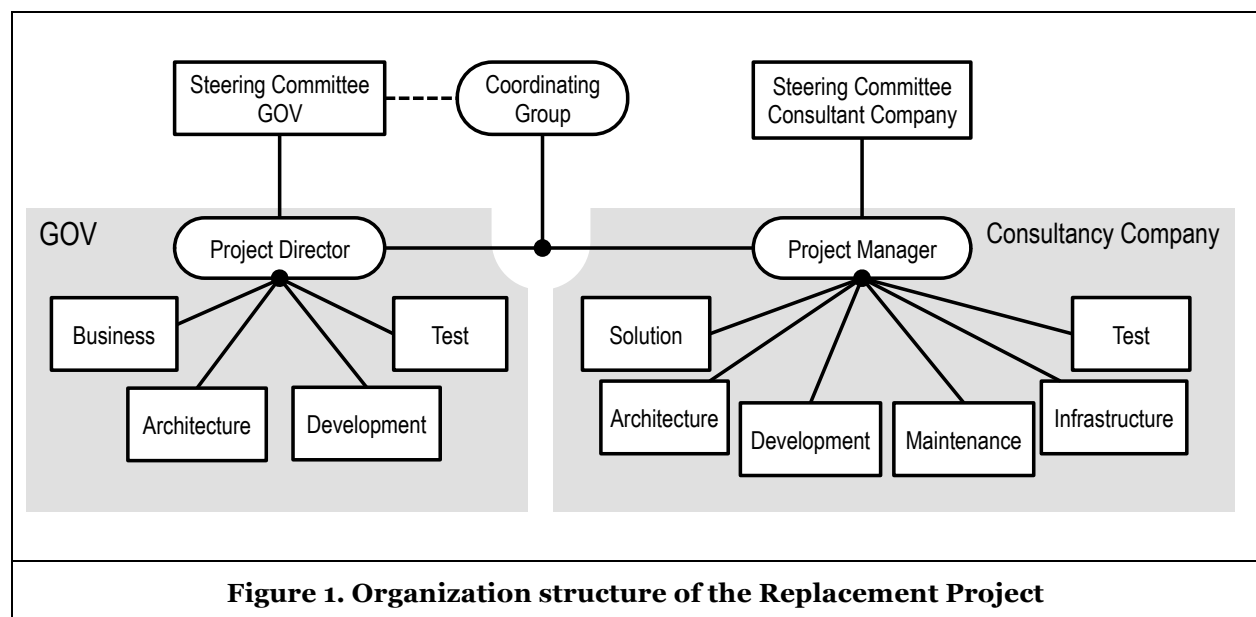 Steering Committee
GOV
Coordinating
Group
Steering Committee
Consultant Company
GOV
Project Director
Project Manager
Consultancy Company
Business
Test
Architecture
Development
Solution
Test
Architecture
Development
Maintenance
Infrastructure
Figure 1. Organization structure of the Replacement Project